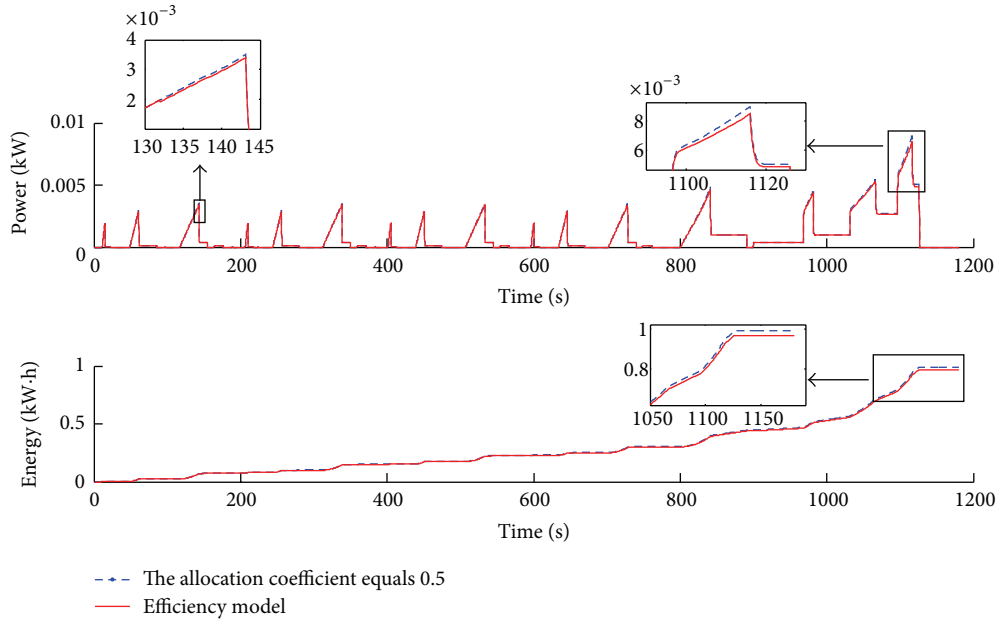 ×10⁻³
4
3
2
130 135 140 145
×10⁻³
8
6
1100 1120
0.01
0.005
0
Power (kW)
0 200 400 600 800 1000 1200
Time (s)
1
0.8
1050 1100 1150
1
0.5
0
Energy (kW·h)
0 200 400 600 800 1000 1200
Time (s)
The allocation coefficient equals 0.5
Efficiency model